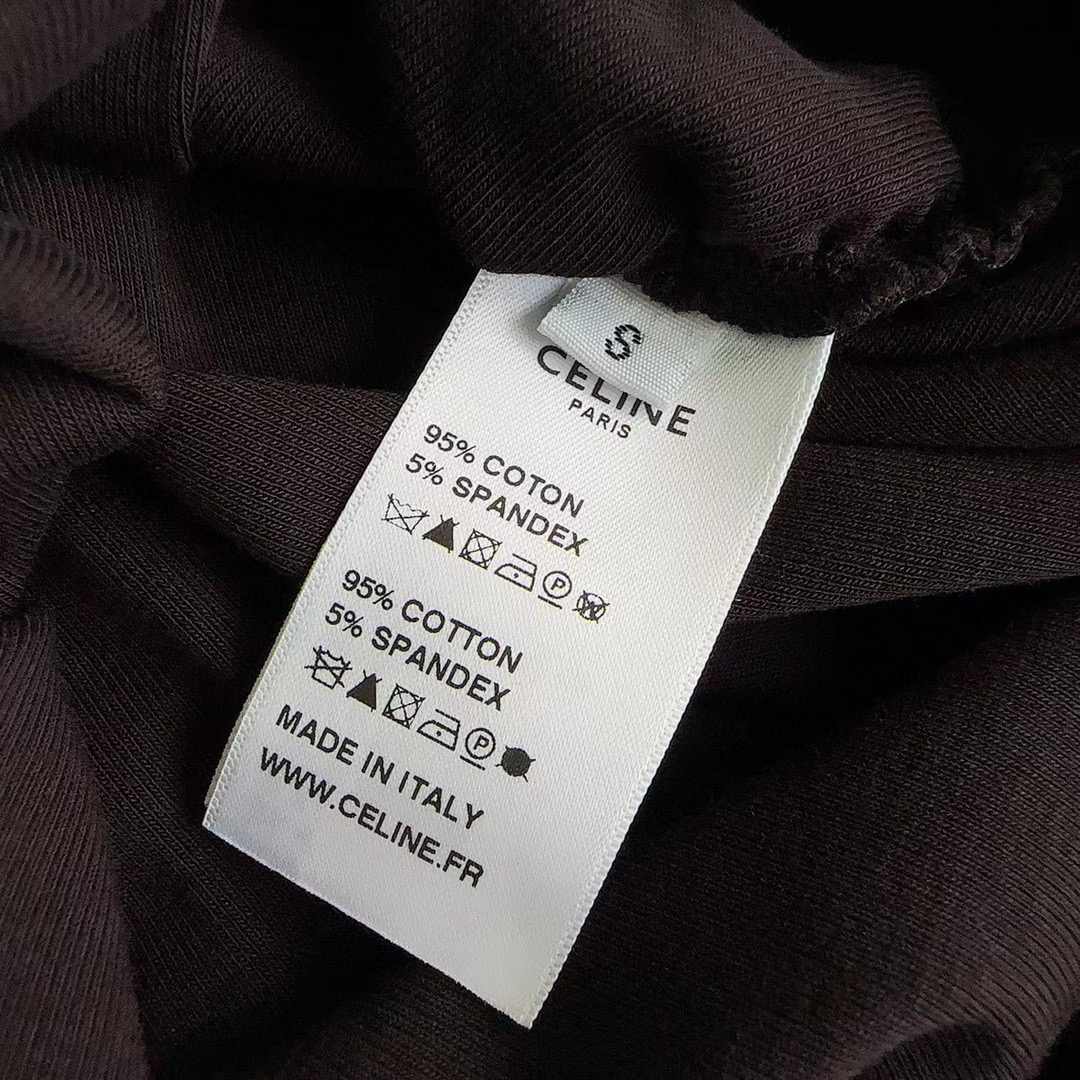 S
CELINE
PARIS
95% COTON
5% SPANDEX
P W
95% COTTON
5% SPANDEX
P
MADE IN ITALY
WWW.CELINE.FR